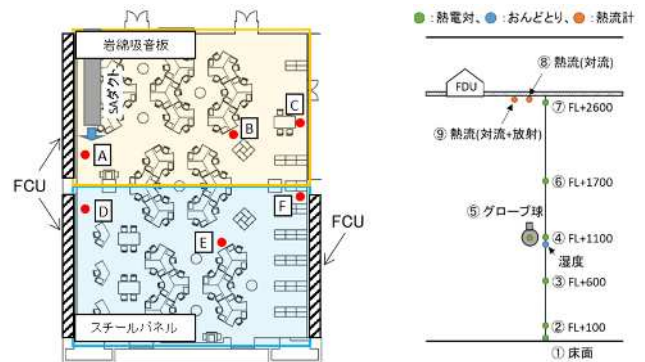 岩綿吸音板
SAダクト
A
B
C
FCU
D
E
F
FCU
スチールパネル
●：熱電対、●：おんどとり、●：熱流計
FDU
⑧ 熱流(対流)
⑦ FL+2600
⑨ 熱流(対流+放射)
⑥ FL+1700
⑤ グローブ球
④ FL+1100
湿度
③ FL+600
② FL+100
① 床面